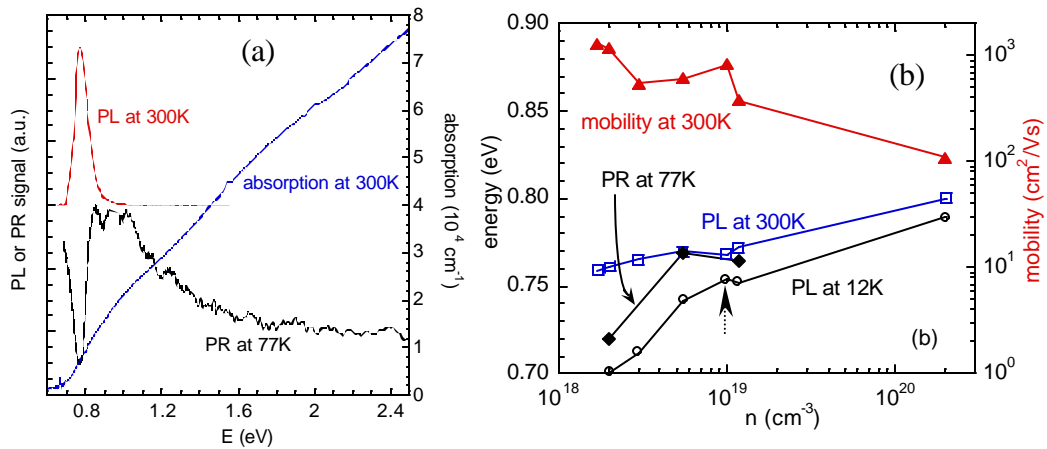 (a)
PL or PR signal (a.u.)
PL at 300K
absorption at 300K
PR at 77K
0.8 1.2 1.6 2 2.4
E (eV)
8
7
6
5
4
3
2
1
0
absorption (10⁴ cm⁻¹)
(b)
energy (eV)
0.90
0.85
0.80
0.75
0.70
mobility at 300K
PR at 77K
PL at 300K
PL at 12K
(b)
10¹⁸ 10¹⁹ 10²⁰
n (cm⁻³)
10³
10²
10¹
10⁰
mobility (cm²/Vs)